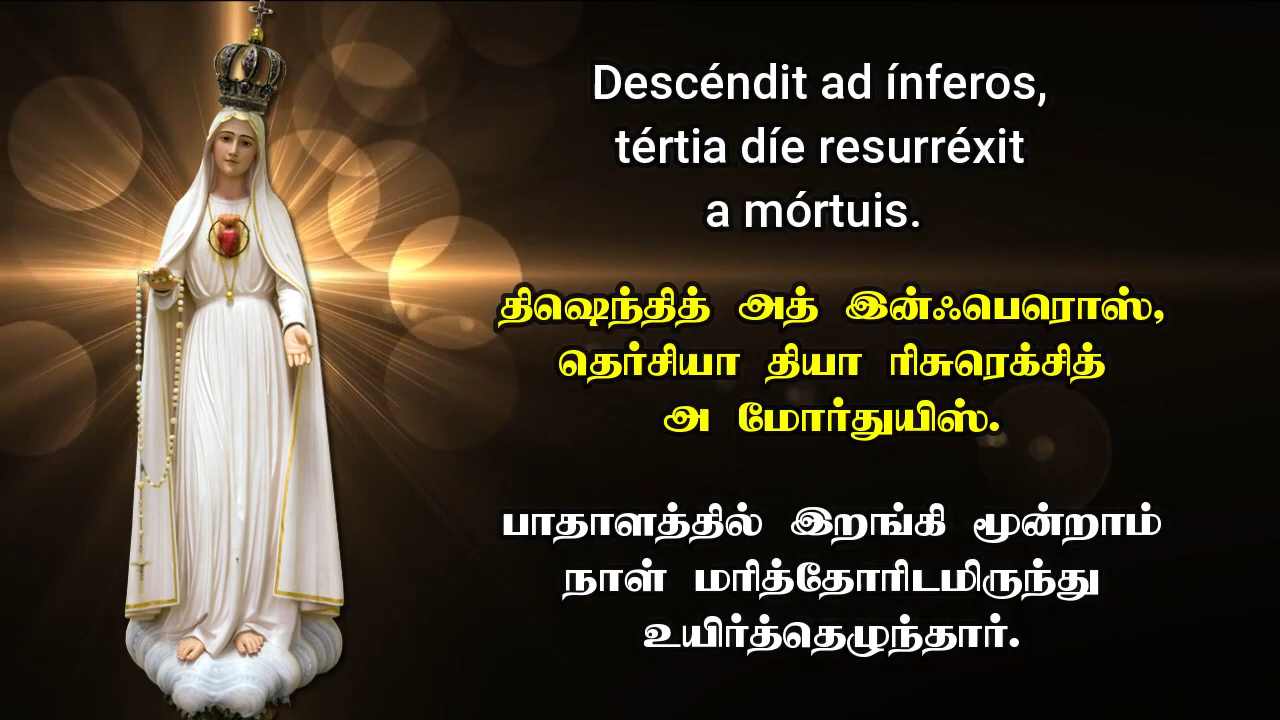 Descéndit ad ínferos,
tértia díe resurréxit
a mórtuis.
திஷெந்தித் அத் இன்ஃபெரொஸ்,
தெர்சியா தியா ரிசுரெக்சித்
அ மோர்துயிஸ்.
பாதாளத்தில் இறங்கி மூன்றாம்
நாள் மரித்தோரிடமிருந்து
உயிர்த்தெழுந்தார்.